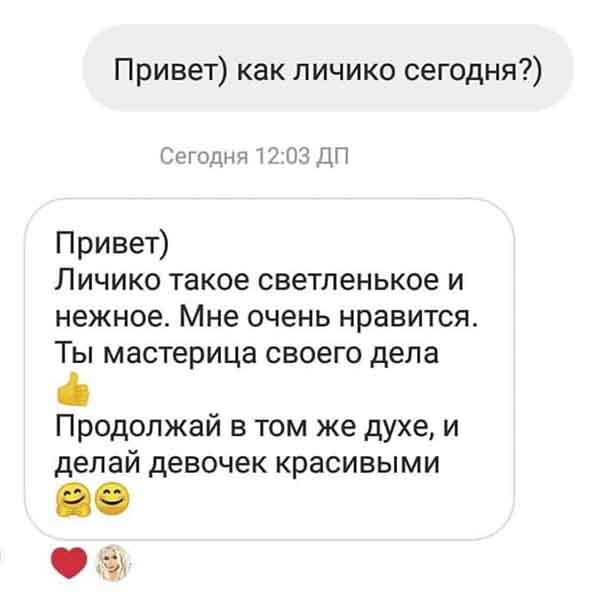 Привет) как личико сегодня?)
Сегодня 12:03 ДП
Привет)
Личико такое светленькое и
нежное. Мне очень нравится.
Ты мастерица своего дела
👍
Продолжай в том же духе, и
делай девочек красивыми
🤗😊